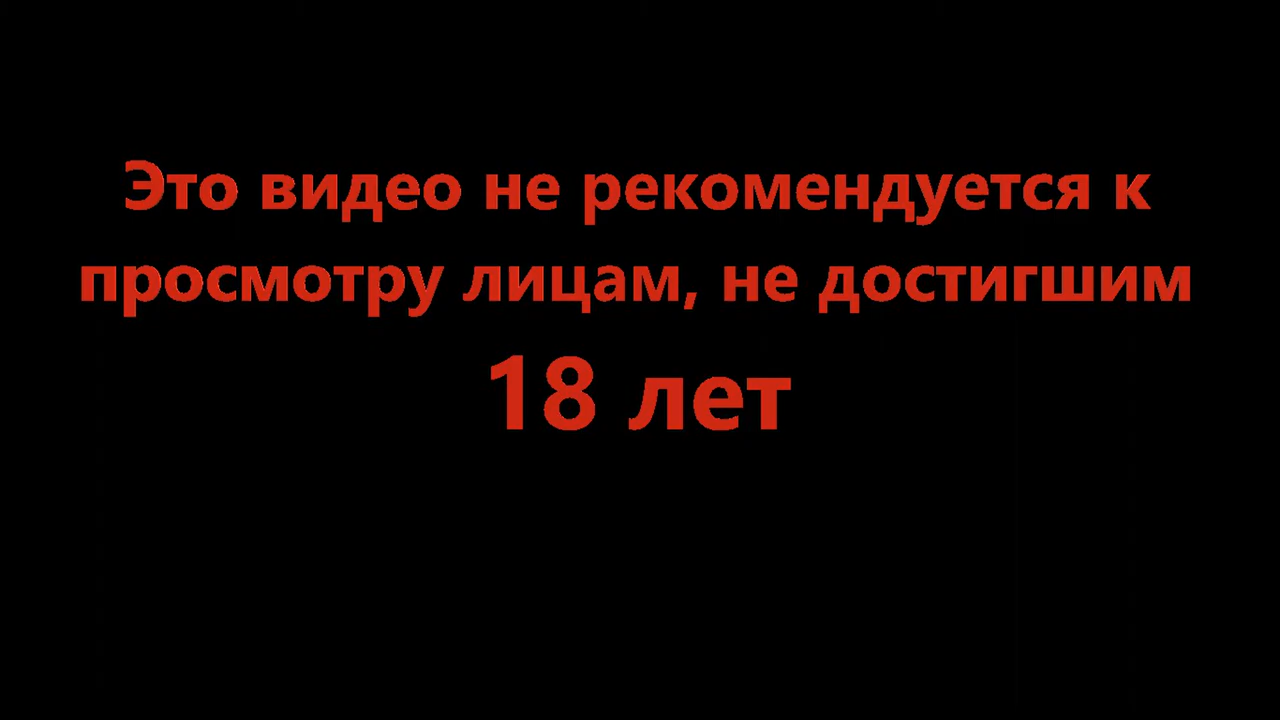 Это видео не рекомендуется к
просмотру лицам, не достигшим
18 лет